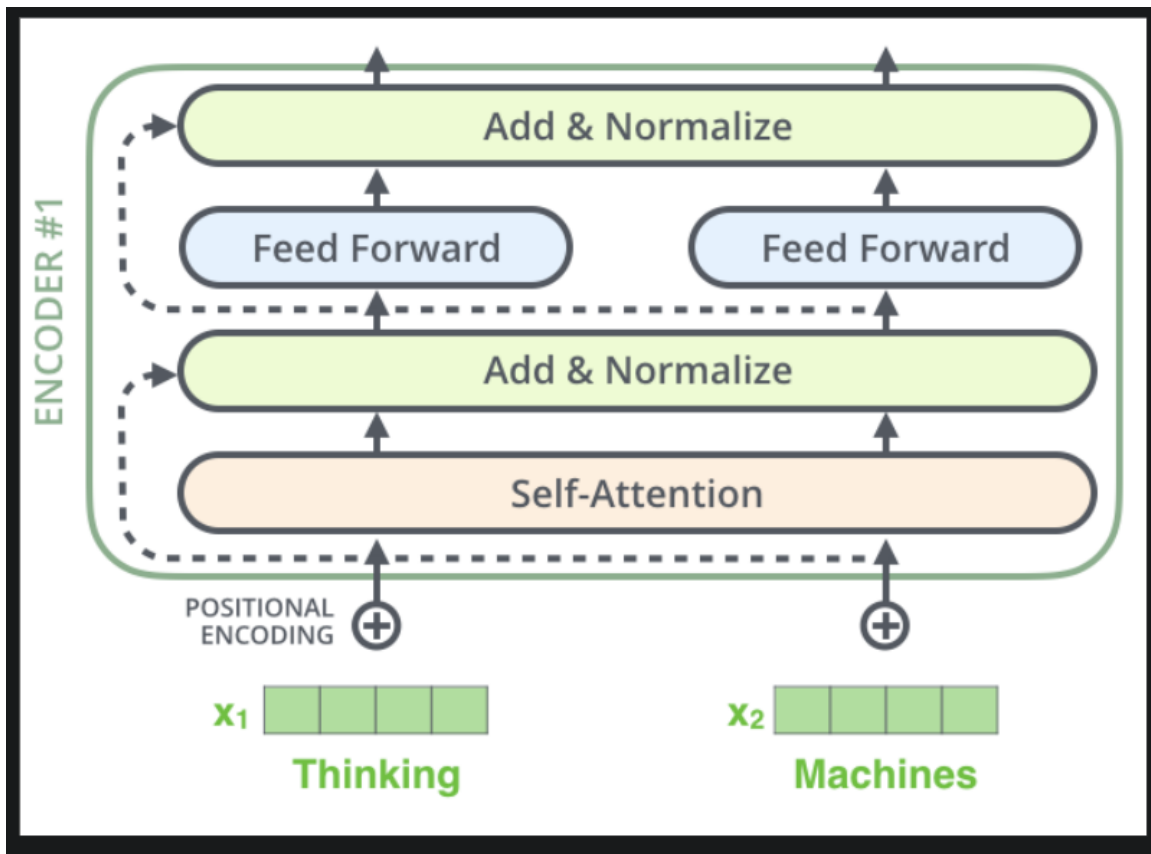 ENCODER #1
Add & Normalize
Feed Forward
Feed Forward
Add & Normalize
Self-Attention
POSITIONAL
ENCODING
x1
x2
Thinking
Machines